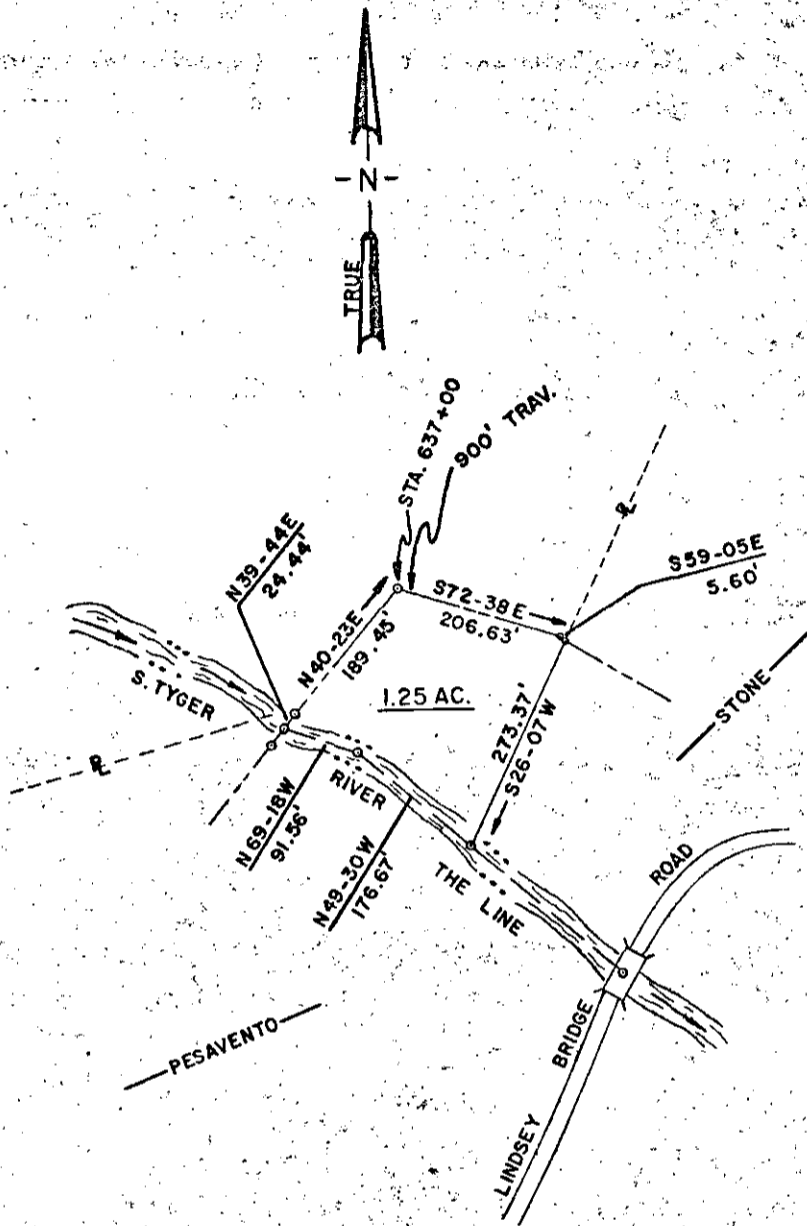 - N -
TRUE
STA. 637+00
900' TRAV.
N39-44E
24.44'
S59-05E
5.60'
N40-23E
189.45'
S72-38E
206.63'
S. TYGER
1.25 AC.
273.37'
S26-07W
STONE
RIVER
N69-18W
91.56'
N49-30W
176.67'
THE LINE
ROAD
BRIDGE
LINDSEY
PESAVENTO